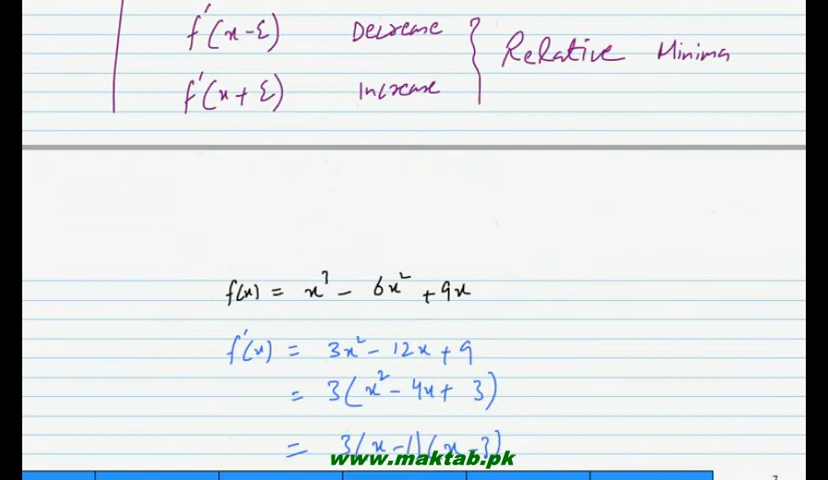 f'(x-ε) Decrease } Relative Minima
f'(x+ε) Increase
f(x) = x³ - 6x² + 9x
f'(x) = 3x² - 12x + 9
= 3(x² - 4x + 3)
= 3(x-1)(x-3)
www.maktab.pk
7